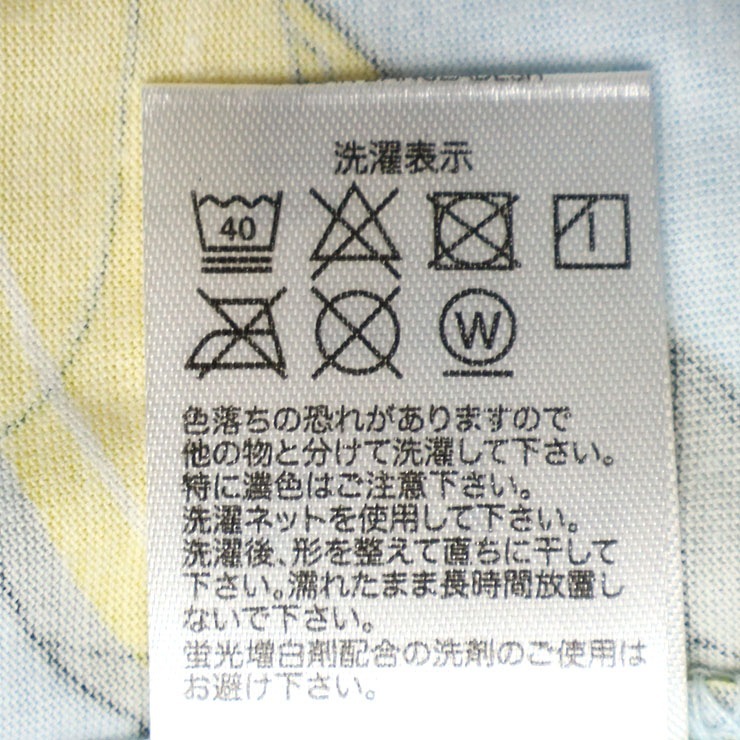 洗濯表示
40
W
色落ちの恐れがありますので
他の物と分けて洗濯して下さい。
特に濃色はご注意下さい。
洗濯ネットを使用して下さい。
洗濯後、形を整えて直ちに干して
下さい。濡れたまま長時間放置し
ないで下さい。
蛍光増白剤配合の洗剤のご使用は
お避け下さい。